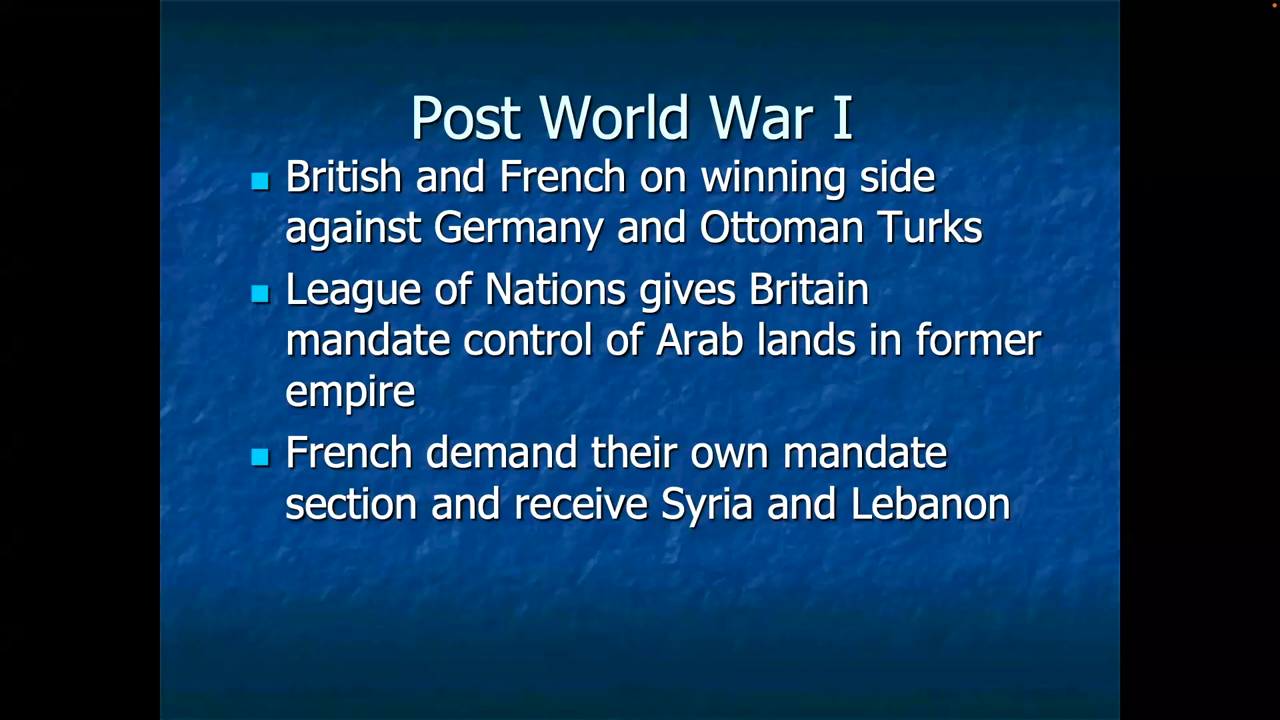 Post World War I
British and French on winning side
against Germany and Ottoman Turks
League of Nations gives Britain
mandate control of Arab lands in former
empire
French demand their own mandate
section and receive Syria and Lebanon